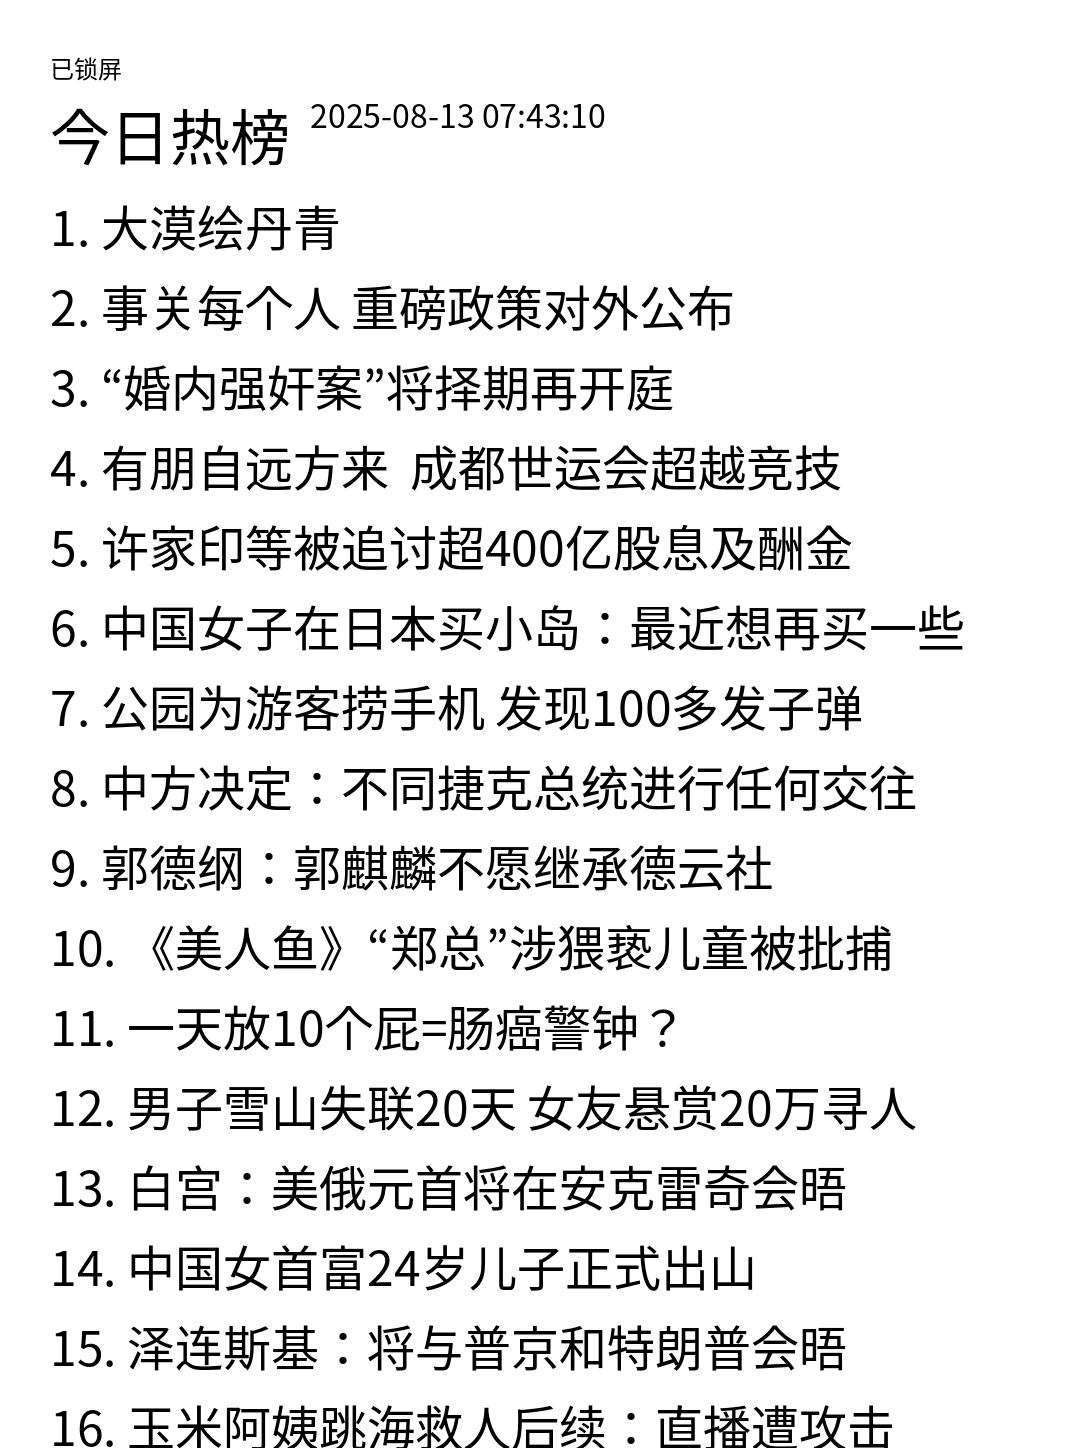 已锁屏
今日热榜 2025-08-13 07:43:10
1. 大漠绘丹青
2. 事关每个人 重磅政策对外公布
3. “婚内强奸案”将择期再开庭
4. 有朋自远方来  成都世运会超越竞技
5. 许家印等被追讨超400亿股息及酬金
6. 中国女子在日本买小岛：最近想再买一些
7. 公园为游客捞手机 发现100多发子弹
8. 中方决定：不同捷克总统进行任何交往
9. 郭德纲：郭麒麟不愿继承德云社
10. 《美人鱼》“郑总”涉猥亵儿童被批捕
11. 一天放10个屁=肠癌警钟？
12. 男子雪山失联20天 女友悬赏20万寻人
13. 白宫：美俄元首将在安克雷奇会晤
14. 中国女首富24岁儿子正式出山
15. 泽连斯基：将与普京和特朗普会晤
16. 玉米阿姨跳海救人后续：直播遭攻击